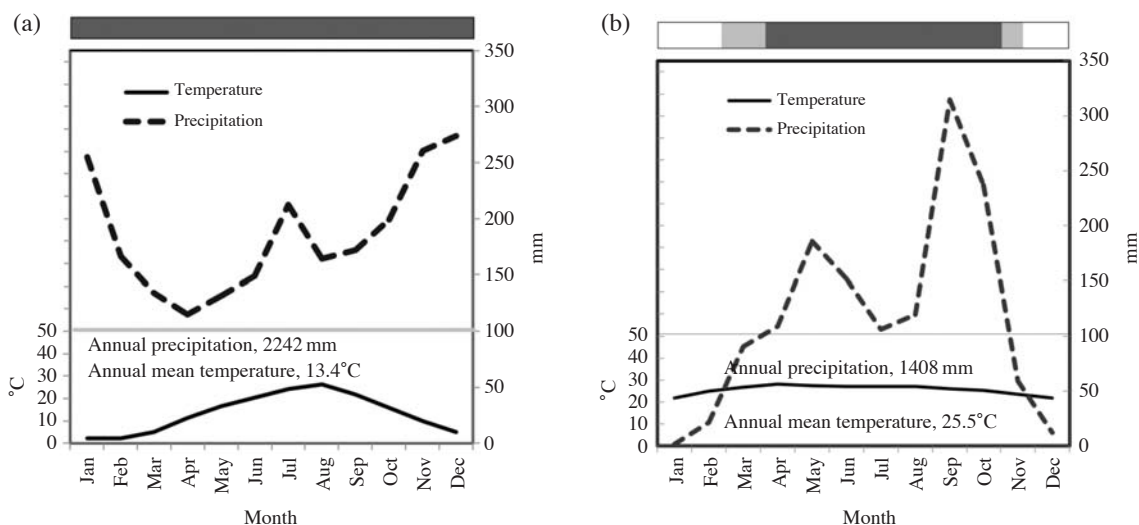 (a)
350
300
250
200
150
100
50
0
mm
Temperature
Precipitation
50
40
30
20
10
0
°C
Annual precipitation, 2242 mm
Annual mean temperature, 13.4°C
Jan
Feb
Mar
Apr
May
Jun
Jul
Aug
Sep
Oct
Nov
Dec
Month
(b)
350
300
250
200
150
100
50
0
mm
Temperature
Precipitation
50
40
30
20
10
0
°C
Annual precipitation, 1408 mm
Annual mean temperature, 25.5°C
Jan
Feb
Mar
Apr
May
Jun
Jul
Aug
Sep
Oct
Nov
Dec
Month